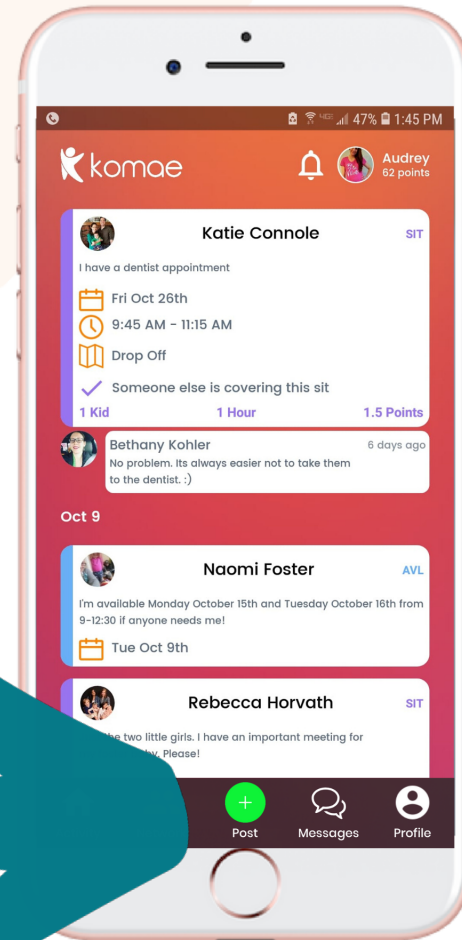 47% 1:45 PM
komae
Audrey
62 points
Katie Connole SIT
I have a dentist appointment
Fri Oct 26th
9:45 AM - 11:15 AM
Drop Off
Someone else is covering this sit
1 Kid 1 Hour 1.5 Points
Bethany Kohler 6 days ago
No problem. Its always easier not to take them
to the dentist. :)
Oct 9
Naomi Foster AVL
I'm available Monday October 15th and Tuesday October 16th from
9-12:30 if anyone needs me!
Tue Oct 9th
Rebecca Horvath SIT
two little girls. I have an important meeting for
Please!
Post Messages Profile